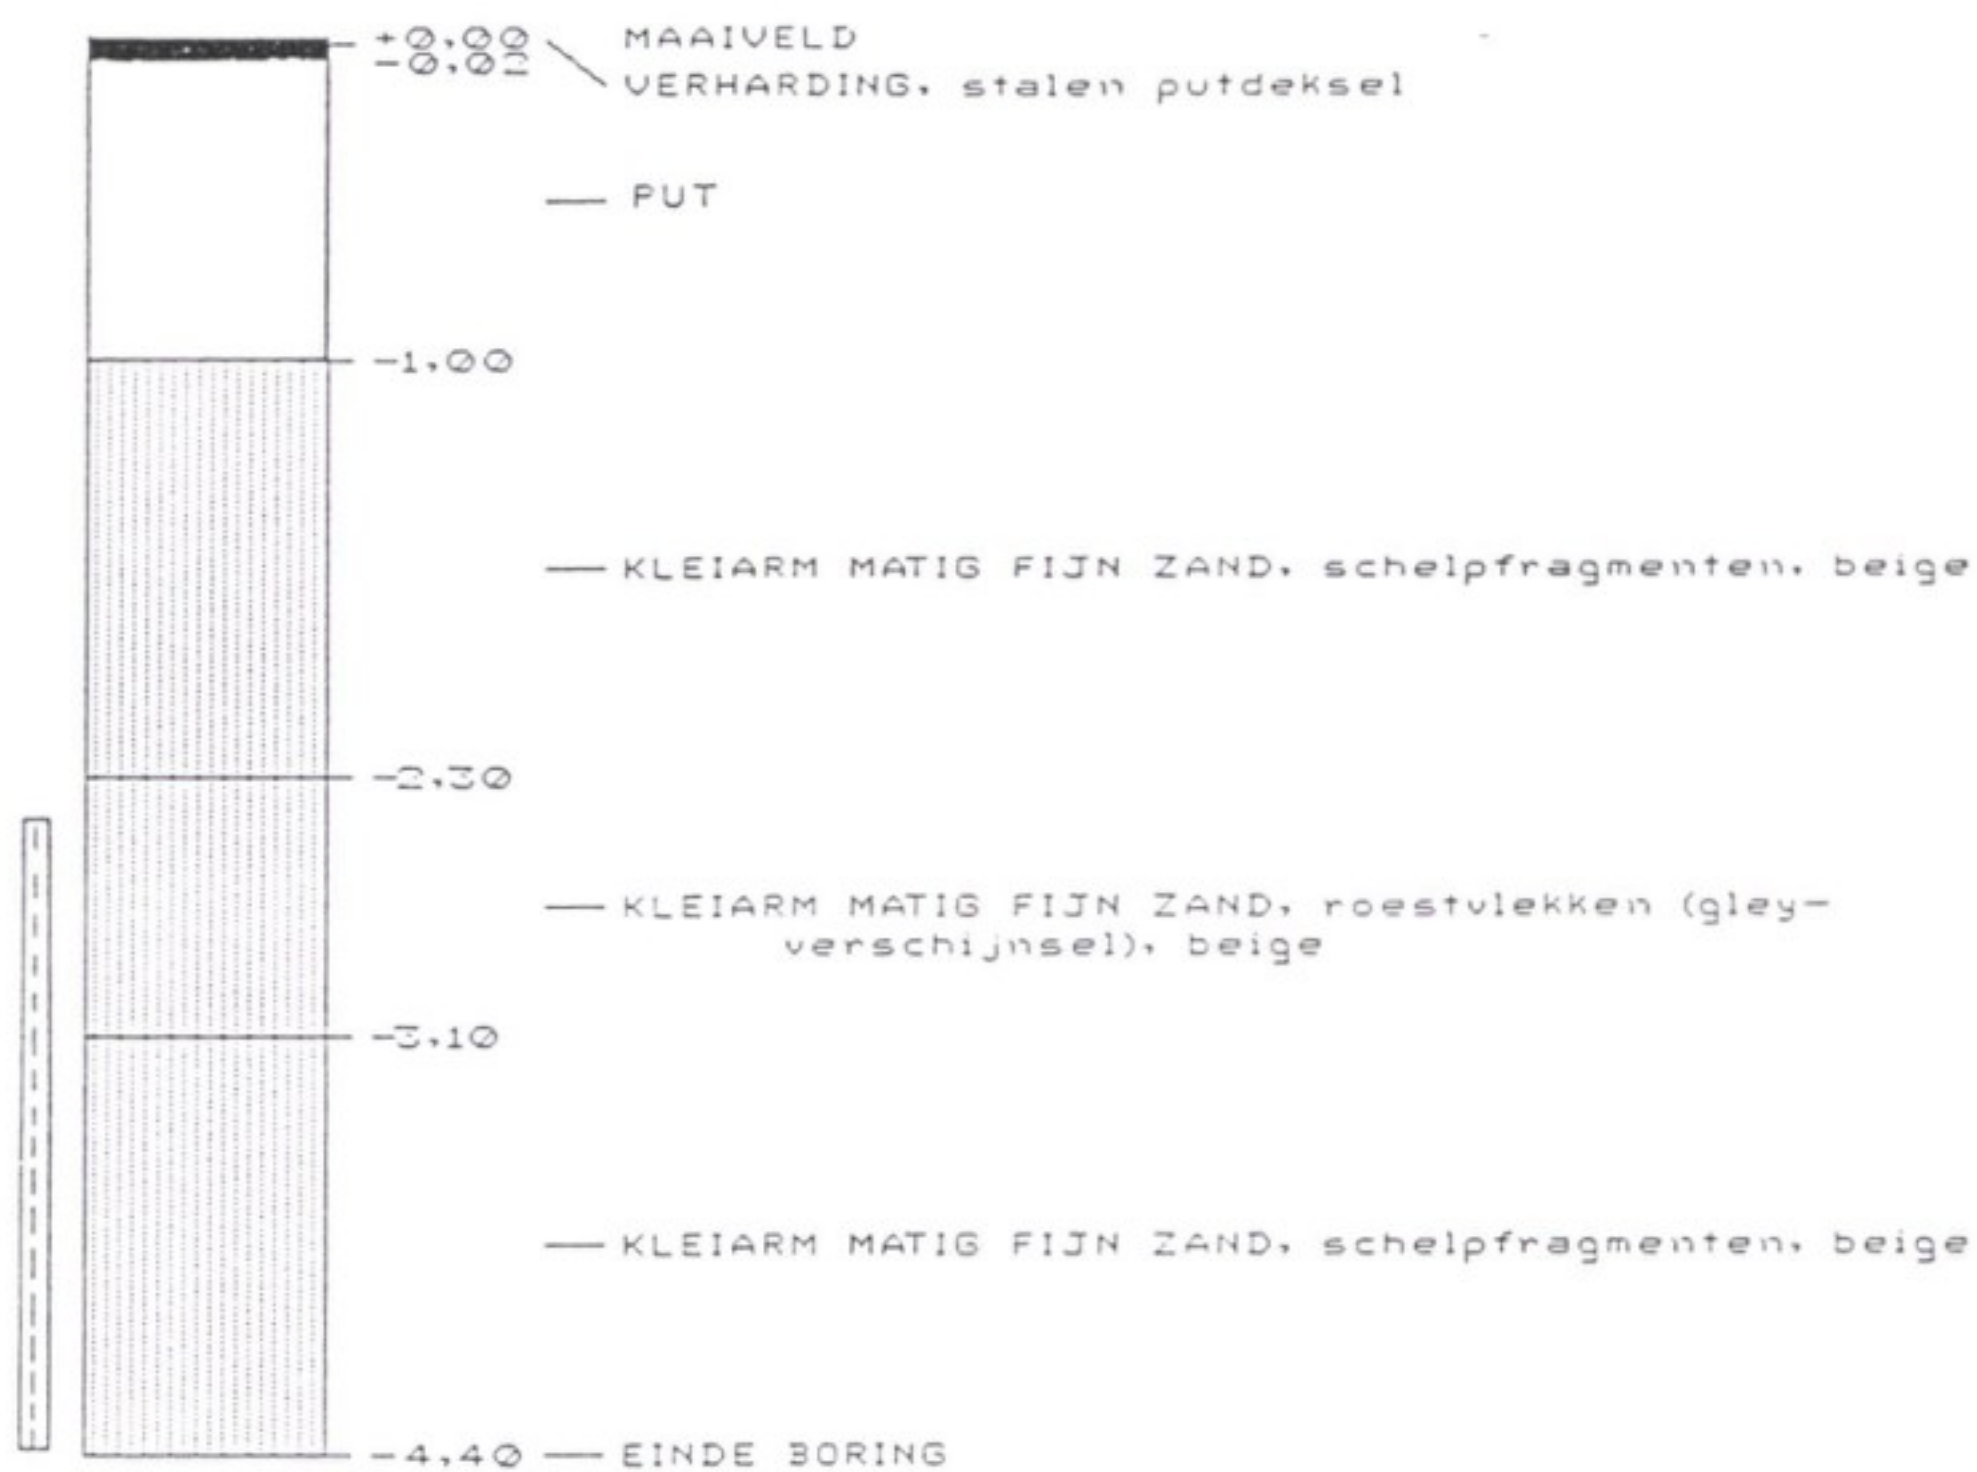 +0,00 MAAIVELD
-0,02 VERHARDING, stalen putdeksel
PUT
-1,00
KLEIARM MATIG FIJN ZAND, schelpfragmenten, beige
-2,30
KLEIARM MATIG FIJN ZAND, roestvlekken (gley-
verschijnsel), beige
-3,10
KLEIARM MATIG FIJN ZAND, schelpfragmenten, beige
-4,40 EINDE BORING